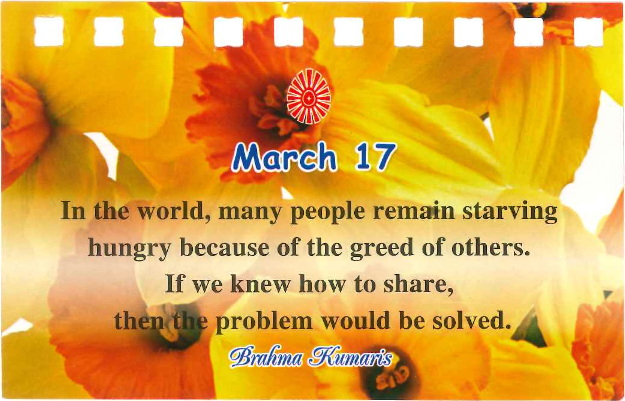 March 17
In the world, many people remain starving
hungry because of the greed of others.
If we knew how to share,
then the problem would be solved.
Brahma Kumaris